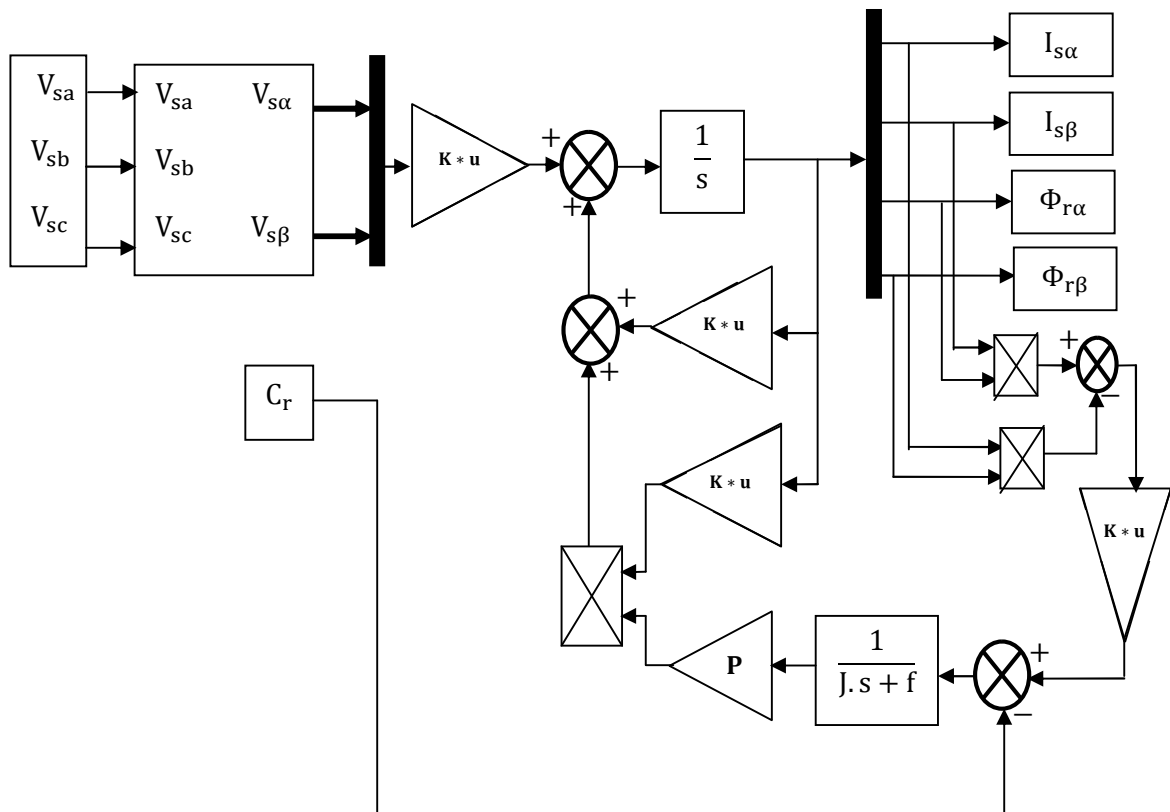 V_sa
V_sb
V_sc
V_sa
V_sb
V_sc
V_sα
V_sβ
K * u
+
+
1
s
I_sα
I_sβ
Φ_rα
Φ_rβ
+
+
K * u
+
−
C_r
K * u
K * u
P
1
J. s + f
+
−